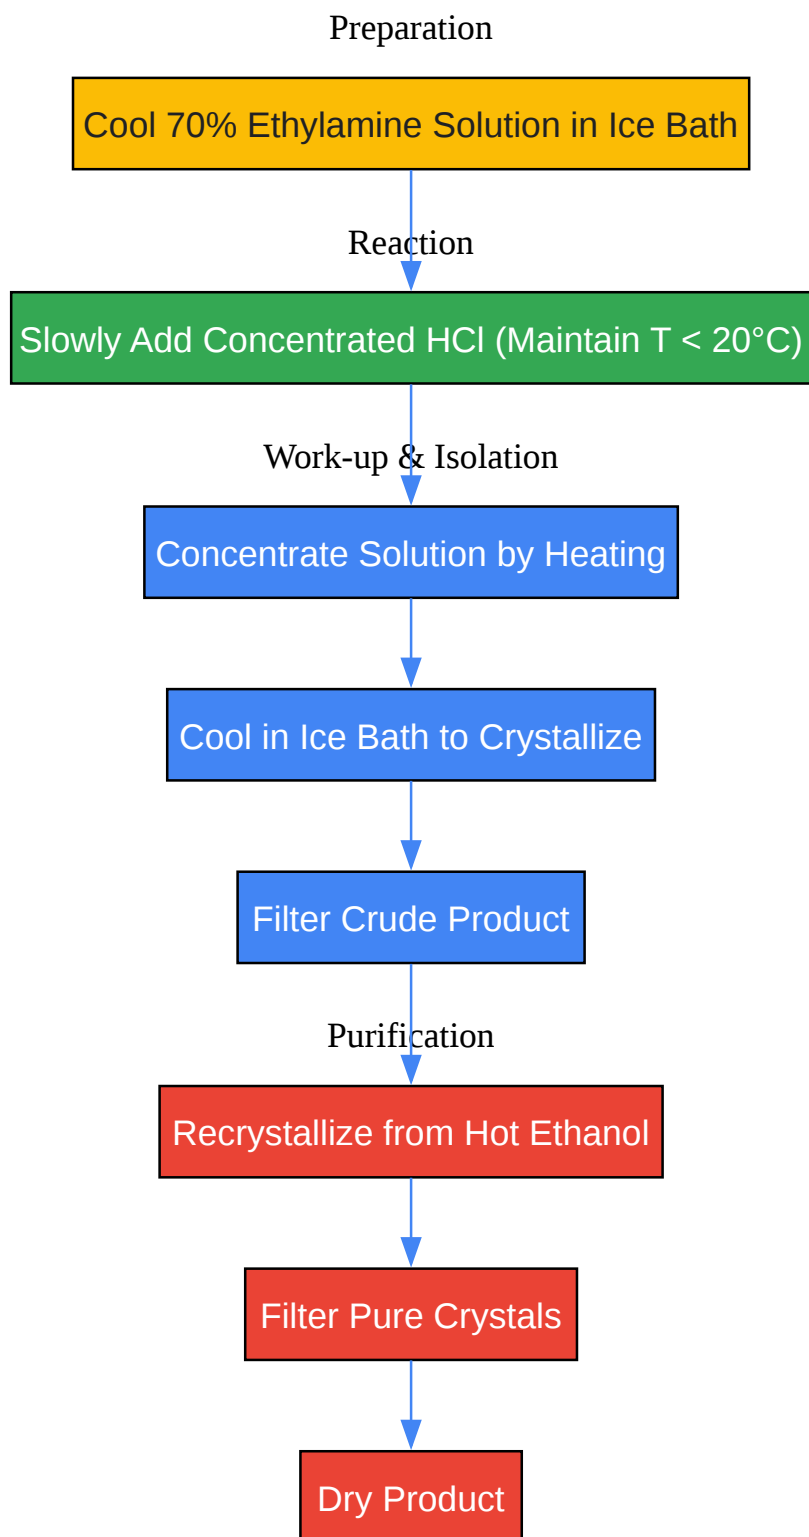 Preparation
Cool 70% Ethylamine Solution in Ice Bath
Reaction
Slowly Add Concentrated HCl (Maintain T < 20°C)
Work-up & Isolation
Concentrate Solution by Heating
Cool in Ice Bath to Crystallize
Filter Crude Product
Purification
Recrystallize from Hot Ethanol
Filter Pure Crystals
Dry Product